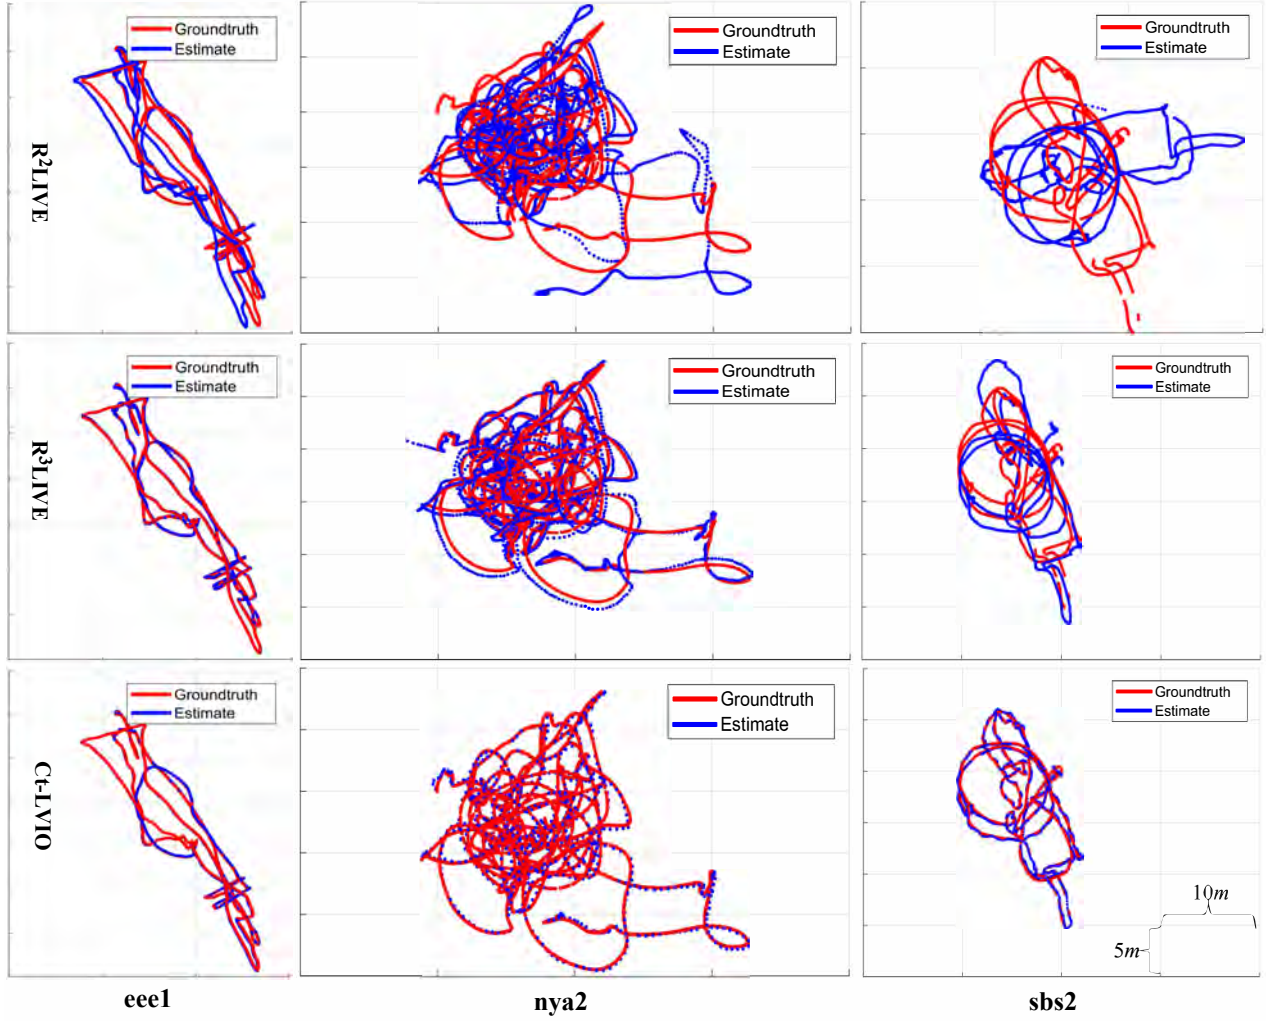 R²LIVE
Groundtruth
Estimate
Groundtruth
Estimate
Groundtruth
Estimate
R³LIVE
Groundtruth
Estimate
Groundtruth
Estimate
Groundtruth
Estimate
Ct-LVIO
Groundtruth
Estimate
Groundtruth
Estimate
Groundtruth
Estimate
10m
5m
eee1
nya2
sbs2